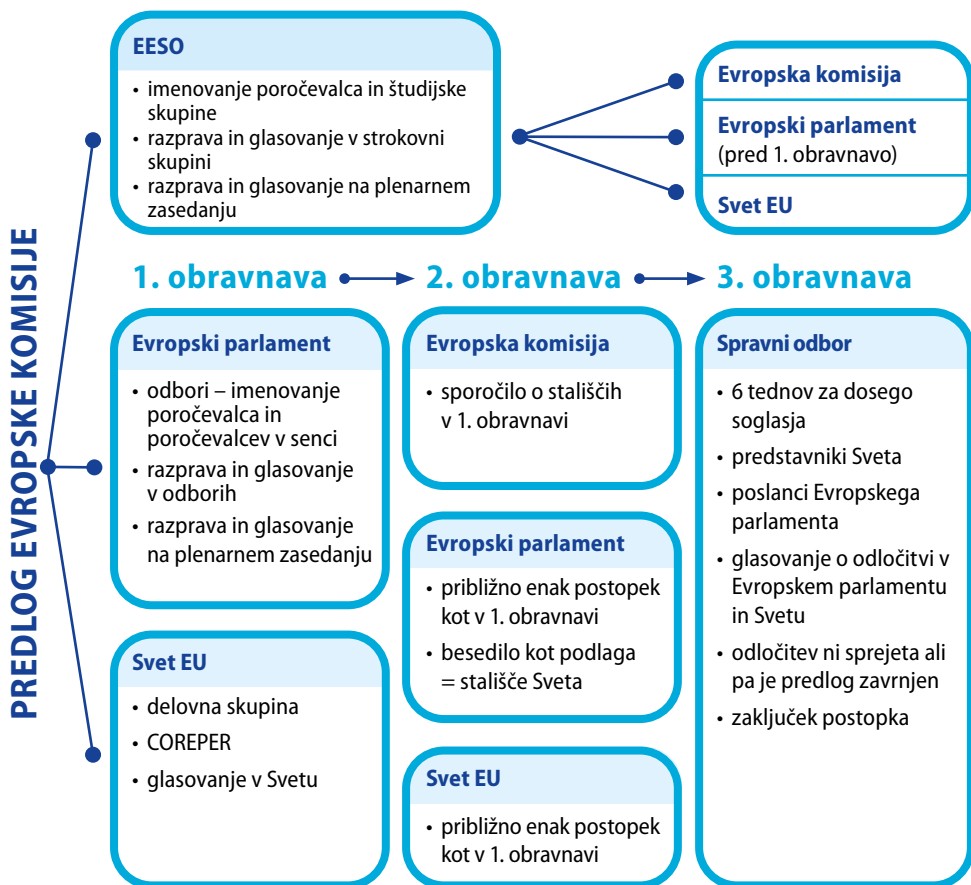 PREDLOG EVROPSKE KOMISIJE
EESO
• imenovanje poročevalca in študijske
skupine
• razprava in glasovanje v strokovni
skupini
• razprava in glasovanje na plenarnem
zasedanju
Evropska komisija
Evropski parlament
(pred 1. obravnavo)
Svet EU
1. obravnava
2. obravnava
3. obravnava
Evropski parlament
• odbori – imenovanje
poročevalca in
poročevalcev v senci
• razprava in glasovanje
v odborih
• razprava in glasovanje
na plenarnem zasedanju
Svet EU
• delovna skupina
• COREPER
• glasovanje v Svetu
Evropska komisija
• sporočilo o stališčih
v 1. obravnavi
Evropski parlament
• približno enak postopek
kot v 1. obravnavi
• besedilo kot podlaga
= stališče Sveta
Svet EU
• približno enak postopek
kot v 1. obravnavi
Spravni odbor
• 6 tednov za dosego
soglasja
• predstavniki Sveta
• poslanci Evropskega
parlamenta
• glasovanje o odločitvi v
Evropskem parlamentu
in Svetu
• odločitev ni sprejeta ali
pa je predlog zavrnjen
• zaključek postopka